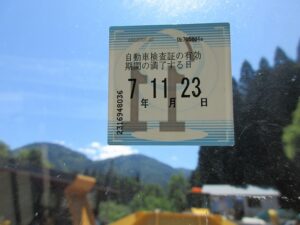 自動車検査証の有効
期間の満了する日
7 11 23
年 月 日
11
2316948036